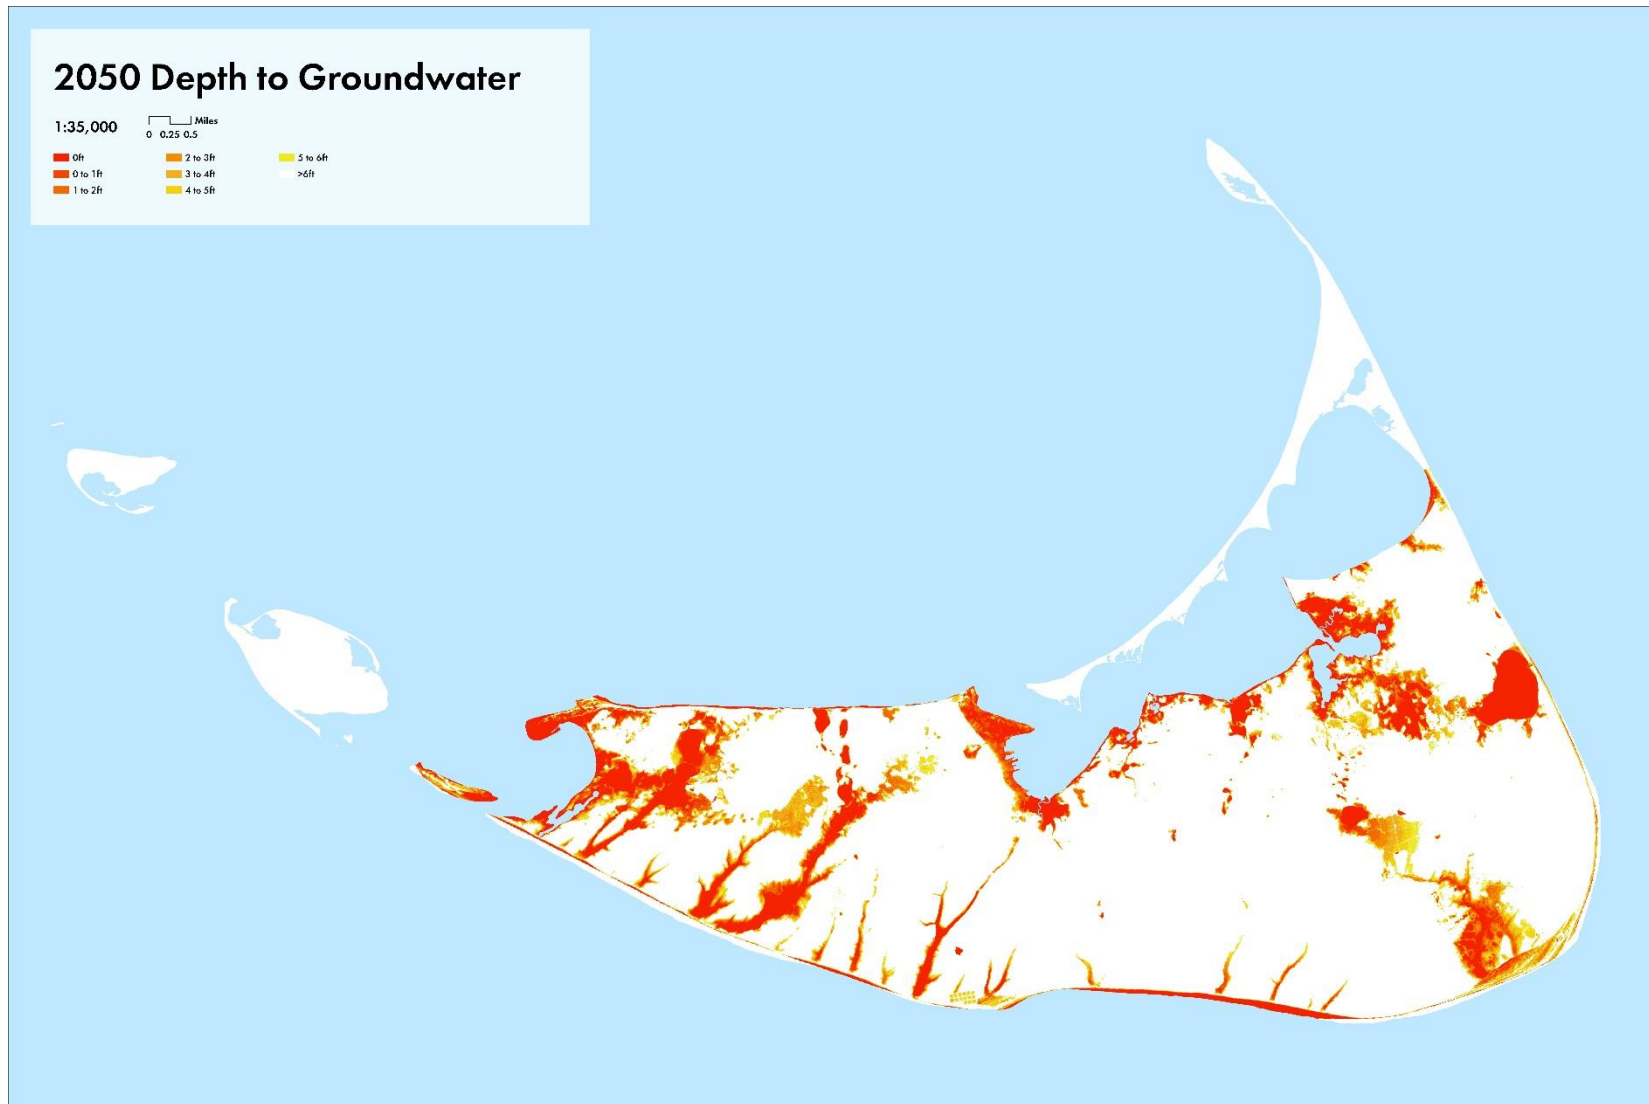 2050 Depth to Groundwater
1:35,000
Miles
0 0.25 0.5
0ft
0 to 1ft
1 to 2ft
2 to 3ft
3 to 4ft
4 to 5ft
5 to 6ft
>6ft